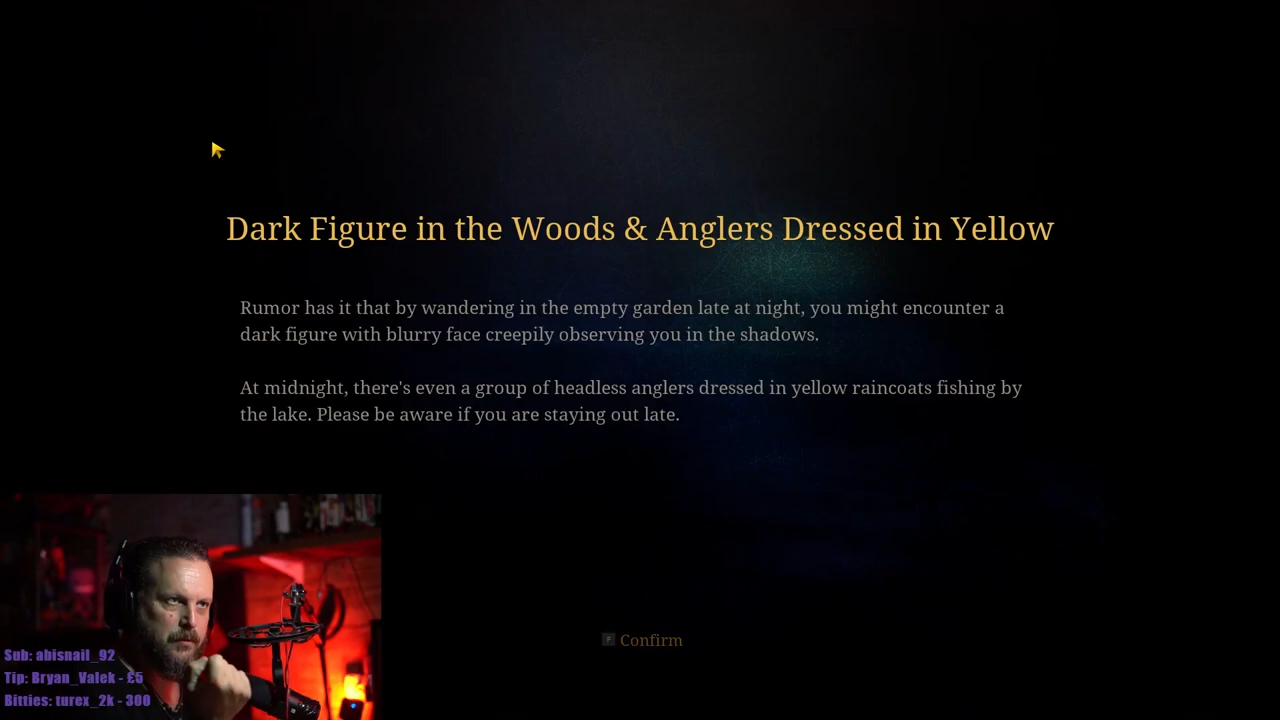 Dark Figure in the Woods & Anglers Dressed in Yellow
Rumor has it that by wandering in the empty garden late at night, you might encounter a
dark figure with blurry face creepily observing you in the shadows.
At midnight, there's even a group of headless anglers dressed in yellow raincoats fishing by
the lake. Please be aware if you are staying out late.
F Confirm
Sub: abisnail_92
Tip: Bryan_Valek - £5
Bitties: turex_2k - 300